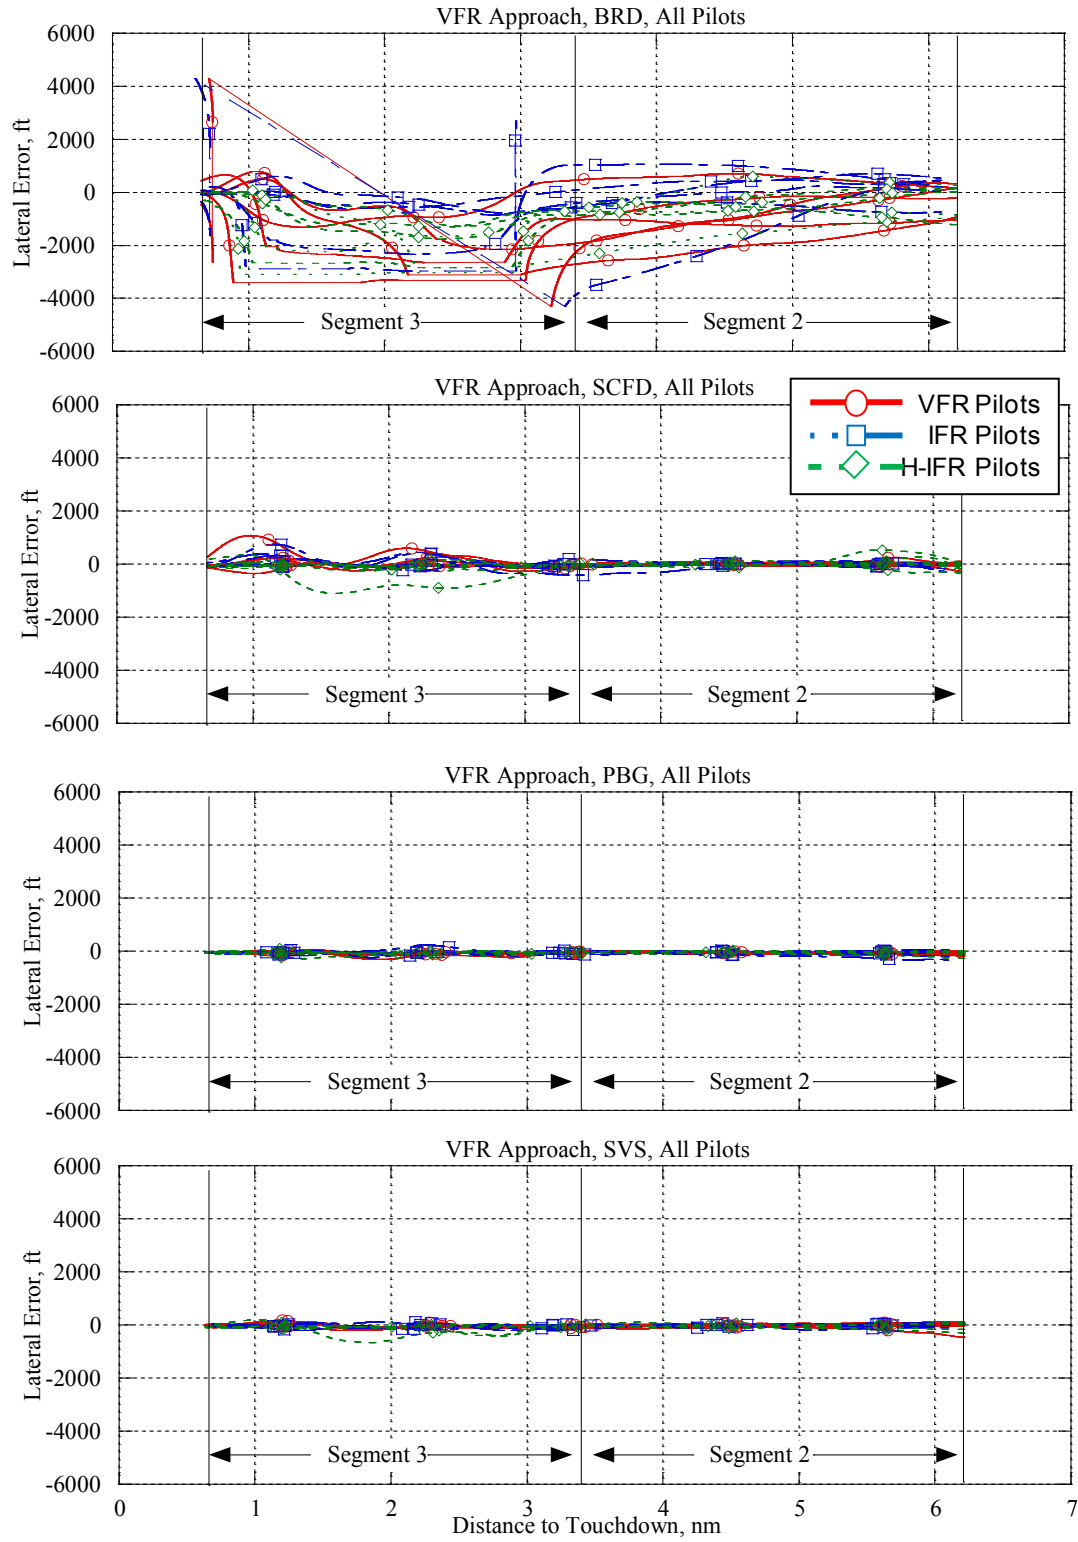 VFR Approach, BRD, All Pilots
6000
4000
2000
0
-2000
-4000
-6000
Lateral Error, ft
Segment 3
Segment 2
VFR Approach, SCFD, All Pilots
6000
4000
2000
0
-2000
-4000
-6000
Lateral Error, ft
VFR Pilots
IFR Pilots
H-IFR Pilots
Segment 3
Segment 2
VFR Approach, PBG, All Pilots
6000
4000
2000
0
-2000
-4000
-6000
Lateral Error, ft
Segment 3
Segment 2
VFR Approach, SVS, All Pilots
6000
4000
2000
0
-2000
-4000
-6000
Lateral Error, ft
Segment 3
Segment 2
0 1 2 3 4 5 6 7
Distance to Touchdown, nm